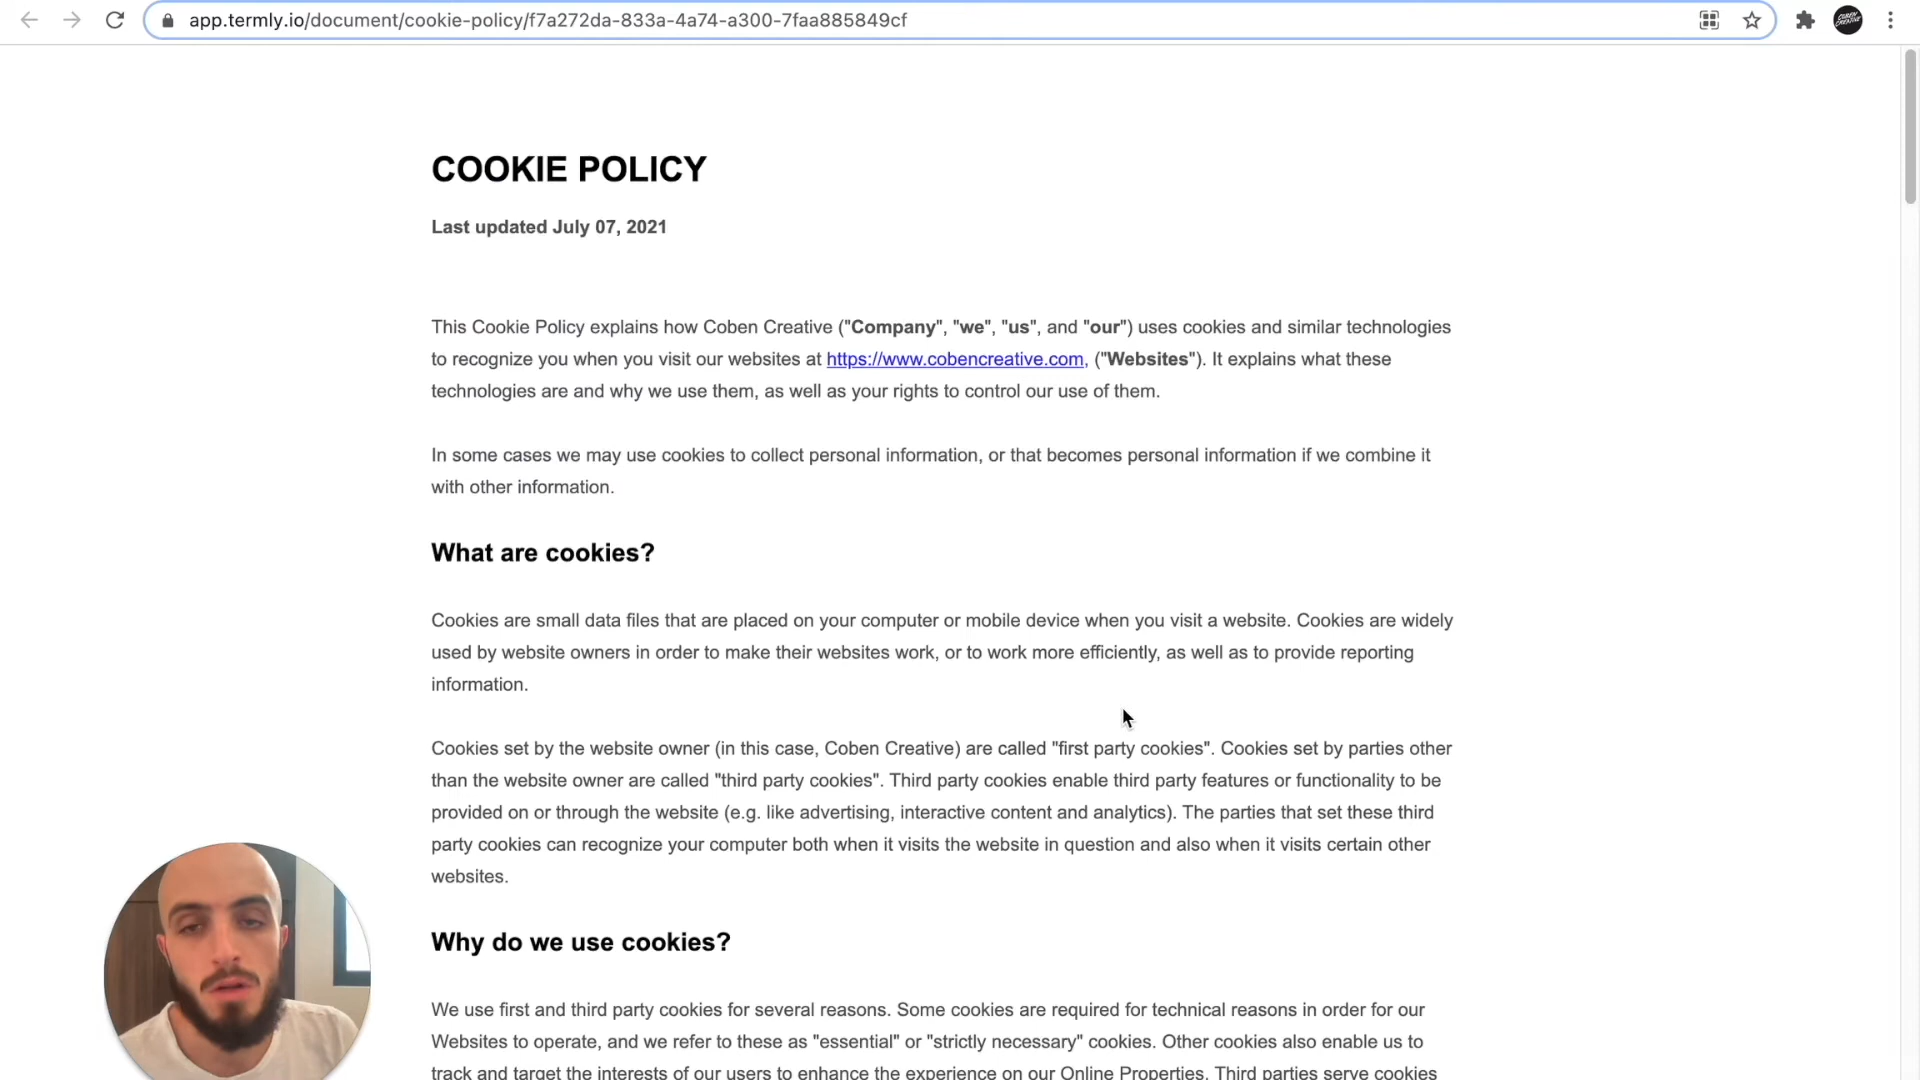 app.termly.io/document/cookie-policy/f7a272da-833a-4a74-a300-7faa885849cf
COBEN CREATIVE
COOKIE POLICY
Last updated July 07, 2021
This Cookie Policy explains how Coben Creative ("Company", "we", "us", and "our") uses cookies and similar technologies
to recognize you when you visit our websites at https://www.cobencreative.com, ("Websites"). It explains what these
technologies are and why we use them, as well as your rights to control our use of them.
In some cases we may use cookies to collect personal information, or that becomes personal information if we combine it
with other information.
What are cookies?
Cookies are small data files that are placed on your computer or mobile device when you visit a website. Cookies are widely
used by website owners in order to make their websites work, or to work more efficiently, as well as to provide reporting
information.
Cookies set by the website owner (in this case, Coben Creative) are called "first party cookies". Cookies set by parties other
than the website owner are called "third party cookies". Third party cookies enable third party features or functionality to be
provided on or through the website (e.g. like advertising, interactive content and analytics). The parties that set these third
party cookies can recognize your computer both when it visits the website in question and also when it visits certain other
websites.
Why do we use cookies?
We use first and third party cookies for several reasons. Some cookies are required for technical reasons in order for our
Websites to operate, and we refer to these as "essential" or "strictly necessary" cookies. Other cookies also enable us to
track and target the interests of our users to enhance the experience on our Online Properties. Third parties serve cookies